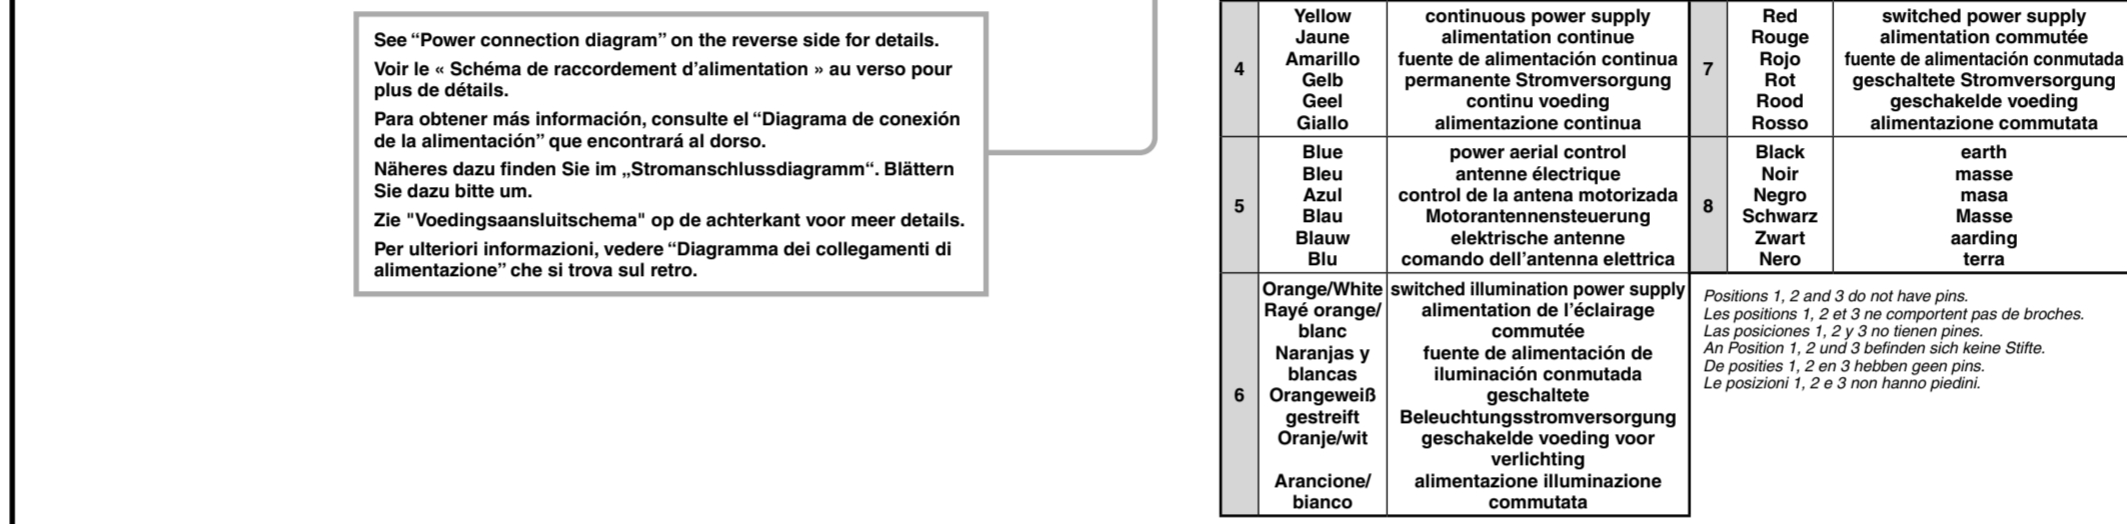 See “Power connection diagram” on the reverse side for details.
Voir le « Schéma de raccordement d’alimentation » au verso pour
plus de détails.
Para obtener más información, consulte el “Diagrama de conexión
de la alimentación” que encontrará al dorso.
Näheres dazu finden Sie im „Stromanschlussdiagramm“. Blättern
Sie dazu bitte um.
Zie "Voedingsaansluitschema" op de achterkant voor meer details.
Per ulteriori informazioni, vedere “Diagramma dei collegamenti di
alimentazione” che si trova sul retro.
4
Yellow continuous power supply
Jaune alimentation continue
Amarillo fuente de alimentación continua
Gelb permanente Stromversorgung
Geel continu voeding
Giallo alimentazione continua
5
Blue power aerial control
Bleu antenne électrique
Azul control de la antena motorizada
Blau Motorantennensteuerung
Blauw elektrische antenne
Blu comando dell’antenna elettrica
6
Orange/White switched illumination power supply
Rayé orange/ alimentation de l’éclairage
blanc commutée
Naranjas y fuente de alimentación de
blancas iluminación conmutada
Orangeweiß geschaltete
gestreift Beleuchtungsstromversorgung
Oranje/wit geschakelde voeding voor
verlichting
Arancione/ alimentazione illuminazione
bianco commutata
7
Red switched power supply
Rouge alimentation commutée
Rojo fuente de alimentación conmutada
Rot geschaltete Stromversorgung
Rood geschakelde voeding
Rosso alimentazione commutata
8
Black earth
Noir masse
Negro masa
Schwarz Masse
Zwart aarding
Nero terra
Positions 1, 2 and 3 do not have pins.
Les positions 1, 2 et 3 ne comportent pas de broches.
Las posiciones 1, 2 y 3 no tienen pines.
An Position 1, 2 und 3 befinden sich keine Stifte.
De posities 1, 2 en 3 hebben geen pins.
Le posizioni 1, 2 e 3 non hanno piedini.